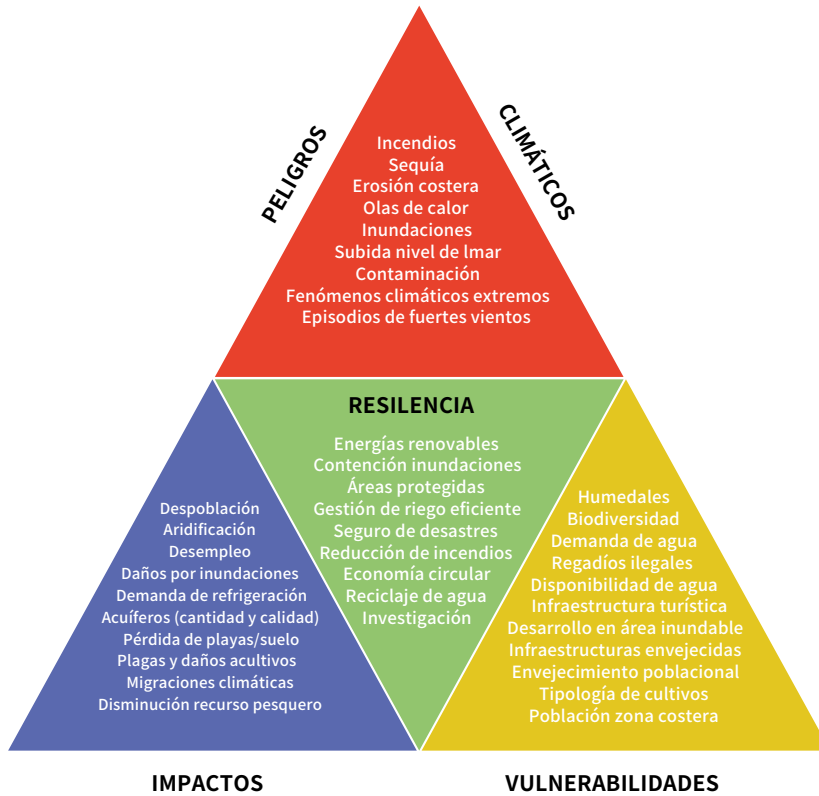 PELIGROS
CLIMÁTICOS
Incendios
Sequía
Erosión costera
Olas de calor
Inundaciones
Subida nivel de lmar
Contaminación
Fenómenos climáticos extremos
Episodios de fuertes vientos
RESILENCIA
Energías renovables
Contención inundaciones
Áreas protegidas
Gestión de riego eficiente
Seguro de desastres
Reducción de incendios
Economía circular
Reciclaje de agua
Investigación
Despoblación
Aridificación
Desempleo
Daños por inundaciones
Demanda de refrigeración
Acuíferos (cantidad y calidad)
Pérdida de playas/suelo
Plagas y daños acultivos
Migraciones climáticas
Disminución recurso pesquero
Humedales
Biodiversidad
Demanda de agua
Regadíos ilegales
Disponibilidad de agua
Infraestructura turística
Desarrollo en área inundable
Infraestructuras envejecidas
Envejecimiento poblacional
Tipología de cultivos
Población zona costera
IMPACTOS
VULNERABILIDADES